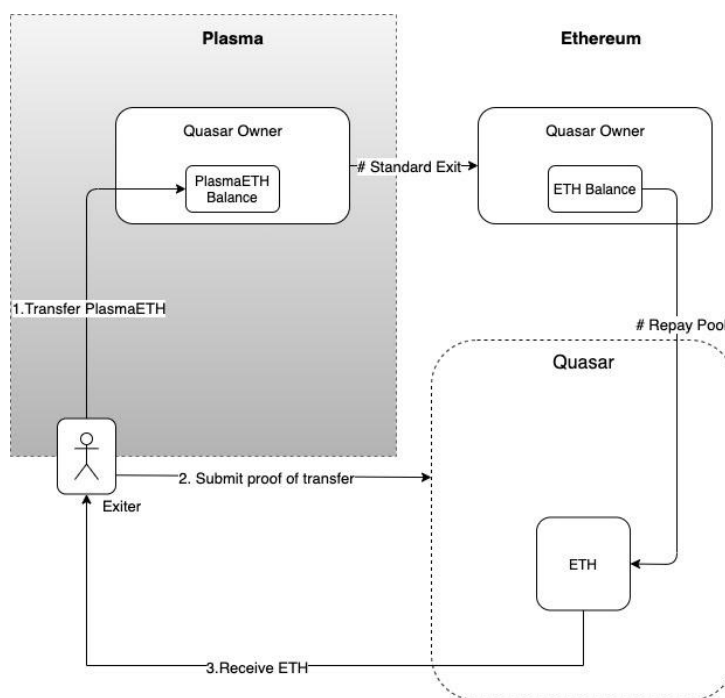 Plasma
Ethereum
Quasar Owner
Quasar Owner
# Standard Exit
PlasmaETH
Balance
ETH Balance
1.Transfer PlasmaETH
# Repay Pool
Quasar
2. Submit proof of transfer
Exiter
ETH
3.Receive ETH